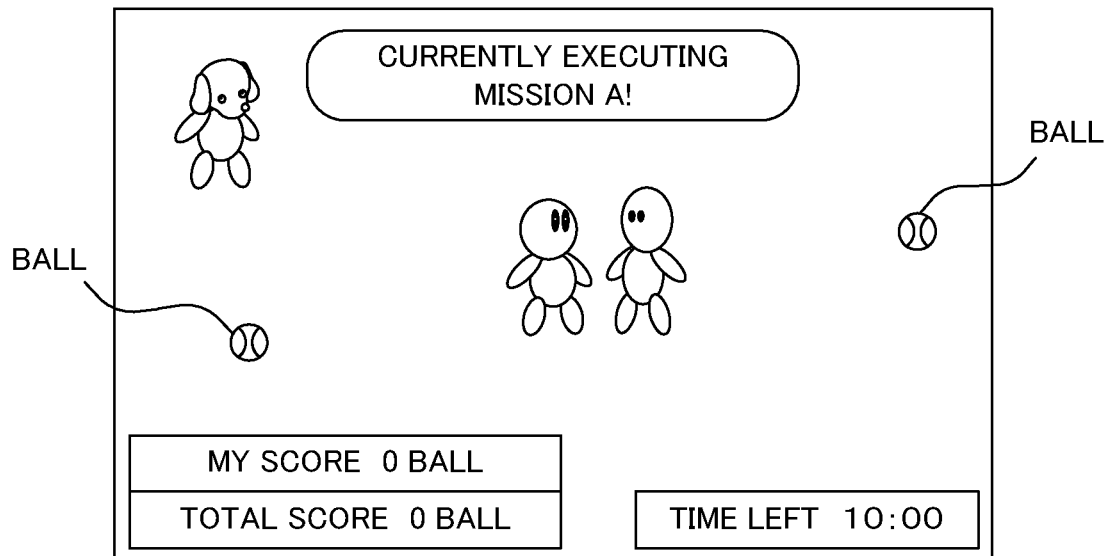 CURRENTLY EXECUTING
MISSION A!
BALL
BALL
MY SCORE 0 BALL
TOTAL SCORE 0 BALL
TIME LEFT 10:00